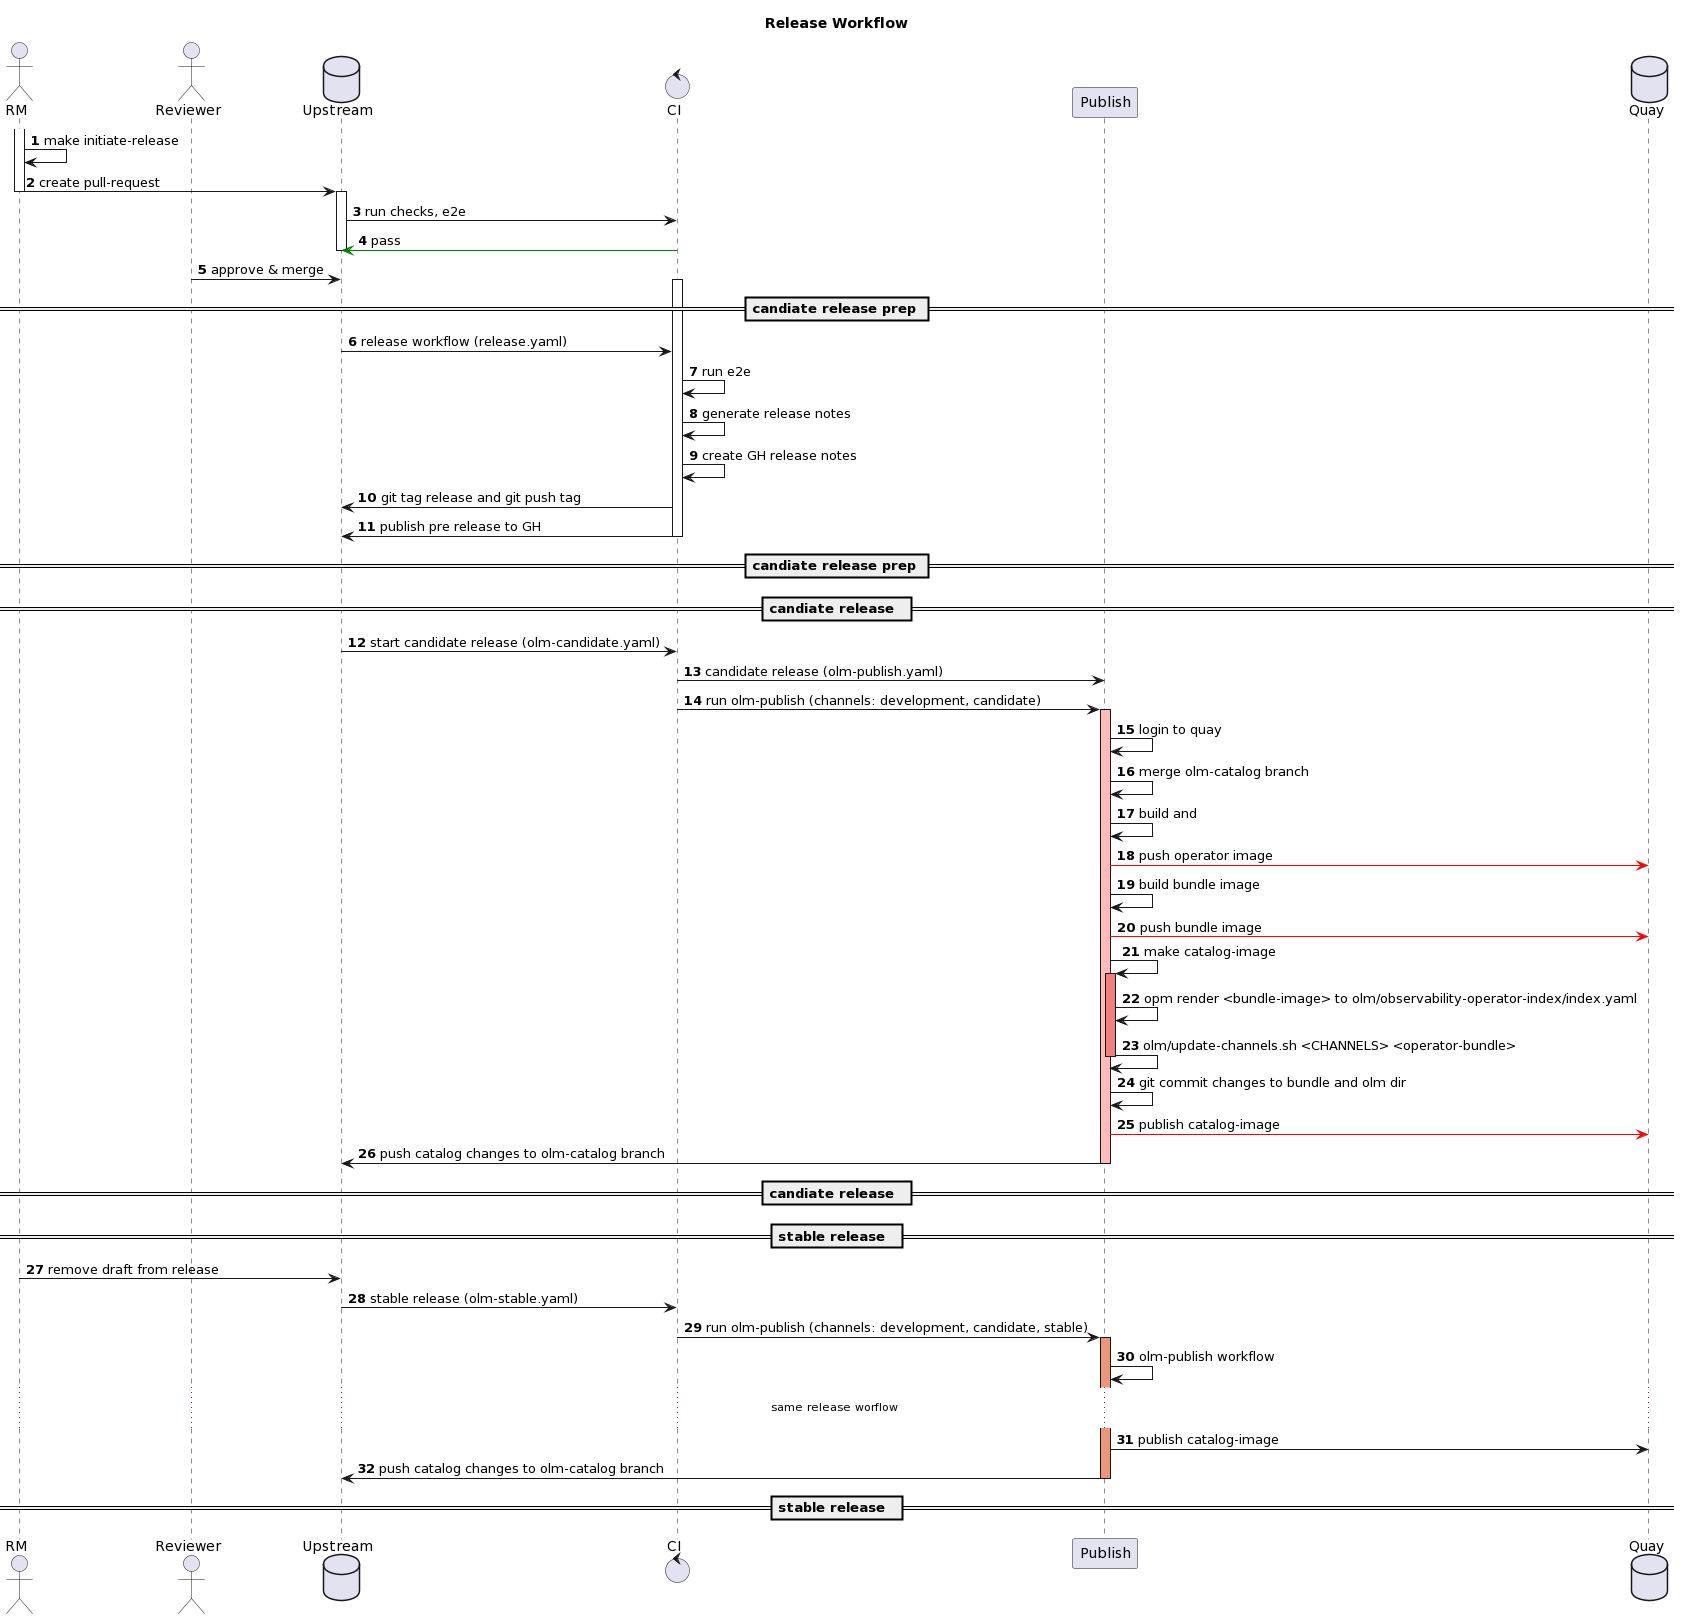 Release Workflow
RM
Reviewer
Upstream
CI
Publish
Quay
1 make initiate-release
2 create pull-request
3 run checks, e2e
4 pass
5 approve & merge
candiate release prep
6 release workflow (release.yaml)
7 run e2e
8 generate release notes
9 create GH release notes
10 git tag release and git push tag
11 publish pre release to GH
candiate release prep
candiate release
12 start candidate release (olm-candidate.yaml)
13 candidate release (olm-publish.yaml)
14 run olm-publish (channels: development, candidate)
15 login to quay
16 merge olm-catalog branch
17 build and
18 push operator image
19 build bundle image
20 push bundle image
21 make catalog-image
22 opm render <bundle-image> to olm/observability-operator-index/index.yaml
23 olm/update-channels.sh <CHANNELS> <operator-bundle>
24 git commit changes to bundle and olm dir
25 publish catalog-image
26 push catalog changes to olm-catalog branch
candiate release
stable release
27 remove draft from release
28 stable release (olm-stable.yaml)
29 run olm-publish (channels: development, candidate, stable)
30 olm-publish workflow
same release worflow
31 publish catalog-image
32 push catalog changes to olm-catalog branch
stable release
RM
Reviewer
Upstream
CI
Publish
Quay